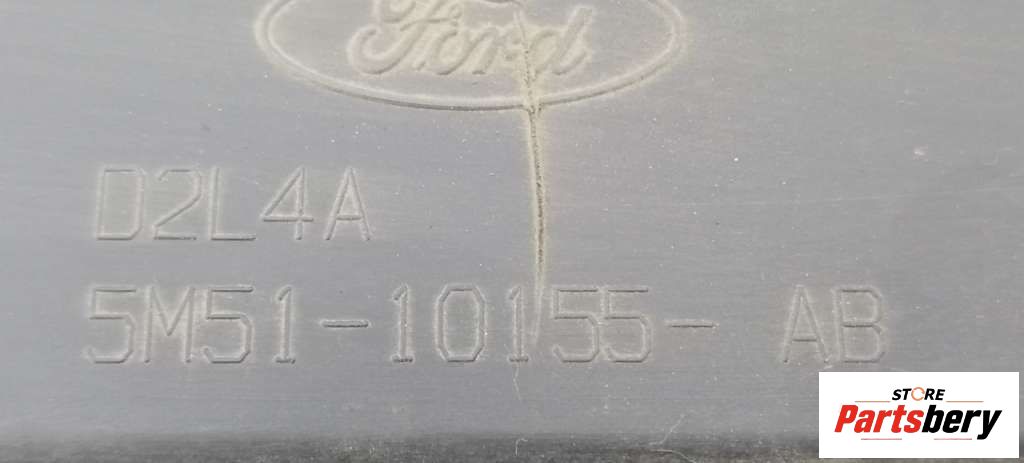 Ford
D2L4A
5M51-10155- AB
STORE
Partsbery